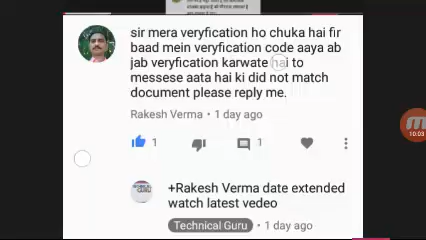 sir mera veryfication ho chuka hai fir
baad mein veryfication code aaya ab
jab veryfication karwate hai to
messese aata hai ki did not match
document please reply me.
Rakesh Verma • 1 day ago
1
1
+Rakesh Verma date extended
watch latest vedeo
Technical Guru • 1 day ago
10:03